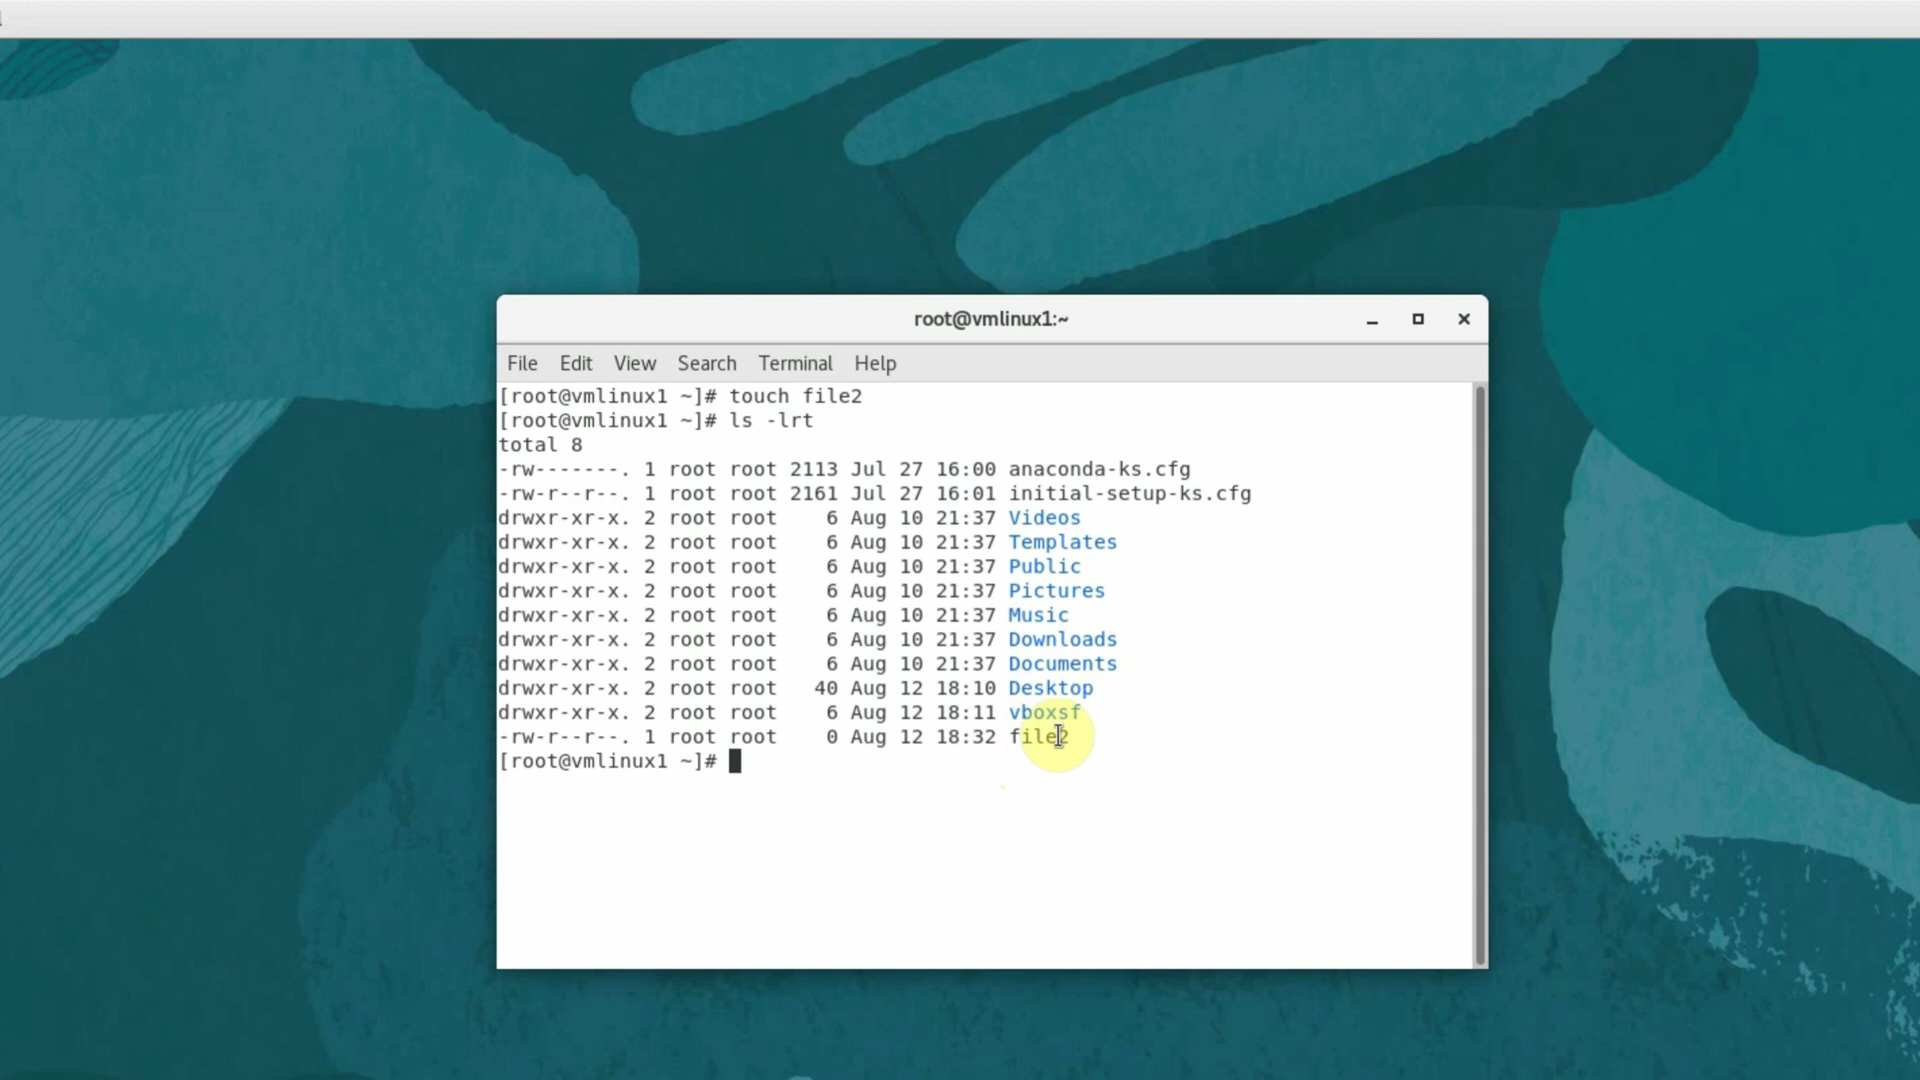 root@vmlinux1:~
File Edit View Search Terminal Help
[root@vmlinux1 ~]# touch file2
[root@vmlinux1 ~]# ls -lrt
total 8
-rw-------. 1 root root 2113 Jul 27 16:00 anaconda-ks.cfg
-rw-r--r--. 1 root root 2161 Jul 27 16:01 initial-setup-ks.cfg
drwxr-xr-x. 2 root root    6 Aug 10 21:37 Videos
drwxr-xr-x. 2 root root    6 Aug 10 21:37 Templates
drwxr-xr-x. 2 root root    6 Aug 10 21:37 Public
drwxr-xr-x. 2 root root    6 Aug 10 21:37 Pictures
drwxr-xr-x. 2 root root    6 Aug 10 21:37 Music
drwxr-xr-x. 2 root root    6 Aug 10 21:37 Downloads
drwxr-xr-x. 2 root root    6 Aug 10 21:37 Documents
drwxr-xr-x. 2 root root   40 Aug 12 18:10 Desktop
drwxr-xr-x. 2 root root    6 Aug 12 18:11 vboxsf
-rw-r--r--. 1 root root    0 Aug 12 18:32 file2
[root@vmlinux1 ~]#